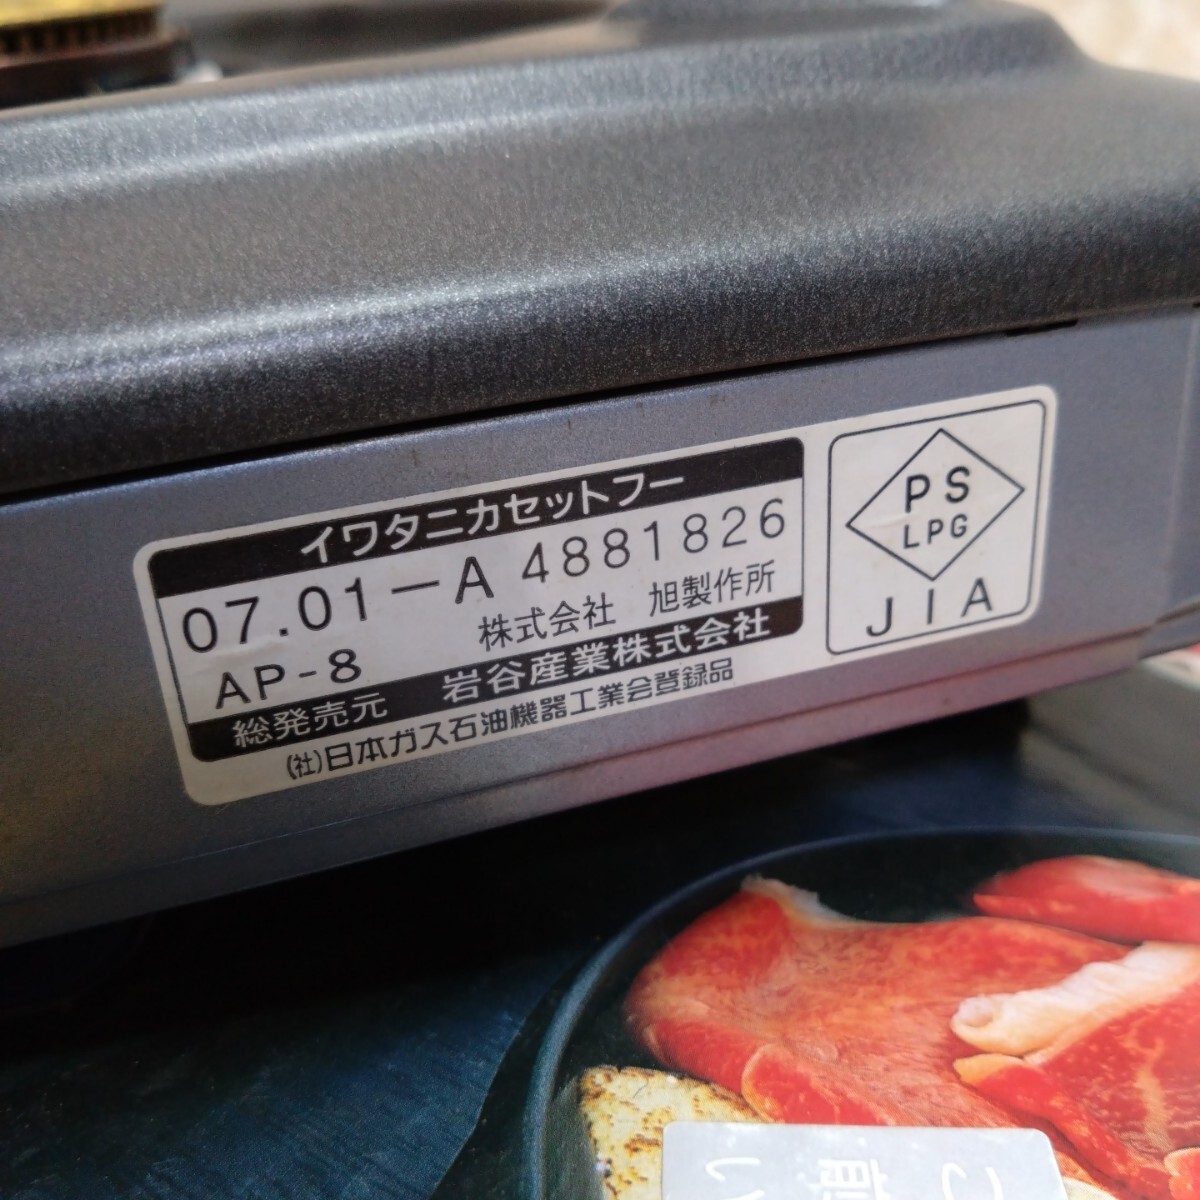 イワタニカセットフー
07.01-A 4881826
株式会社 旭製作所
AP-8
総発売元 岩谷産業株式会社
(社)日本ガス石油機器工業会登録品
PS
LPG
JIA